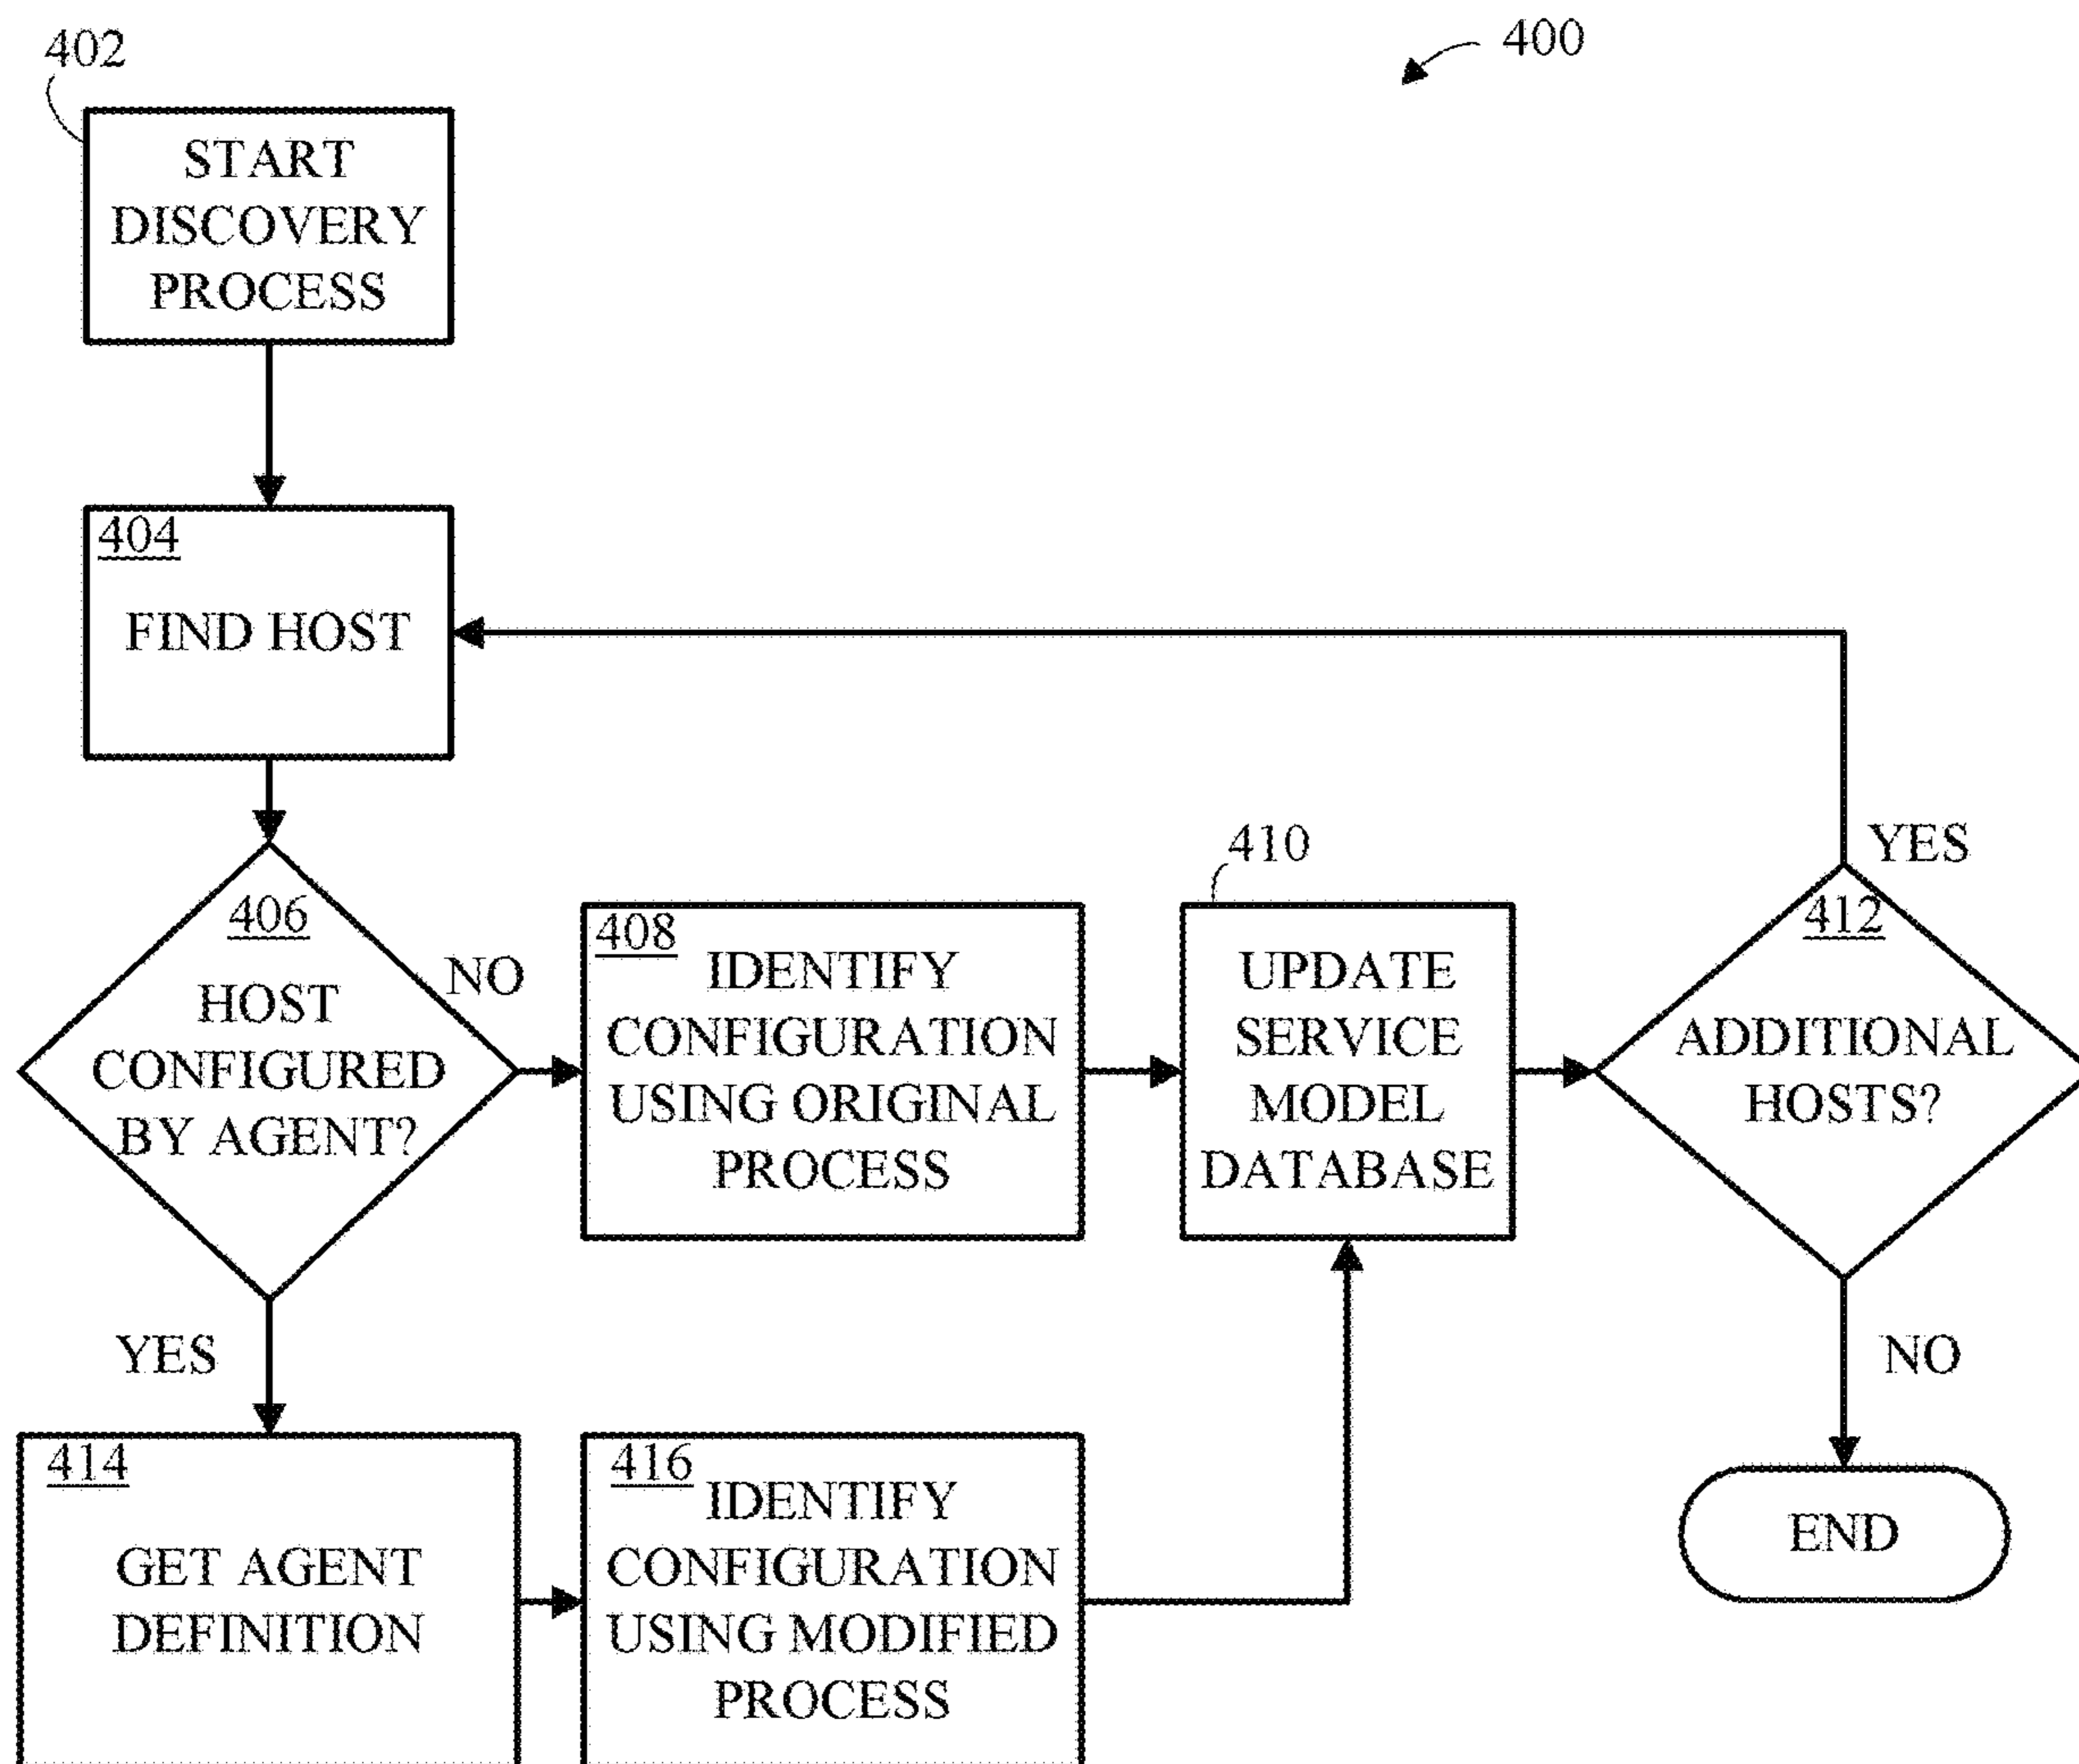 402
400
START
DISCOVERY
PROCESS
404
FIND HOST
406
HOST
CONFIGURED
BY AGENT?
NO
YES
408
IDENTIFY
CONFIGURATION
USING ORIGINAL
PROCESS
410
UPDATE
SERVICE
MODEL
DATABASE
YES
412
ADDITIONAL
HOSTS?
NO
414
GET AGENT
DEFINITION
416
IDENTIFY
CONFIGURATION
USING MODIFIED
PROCESS
END